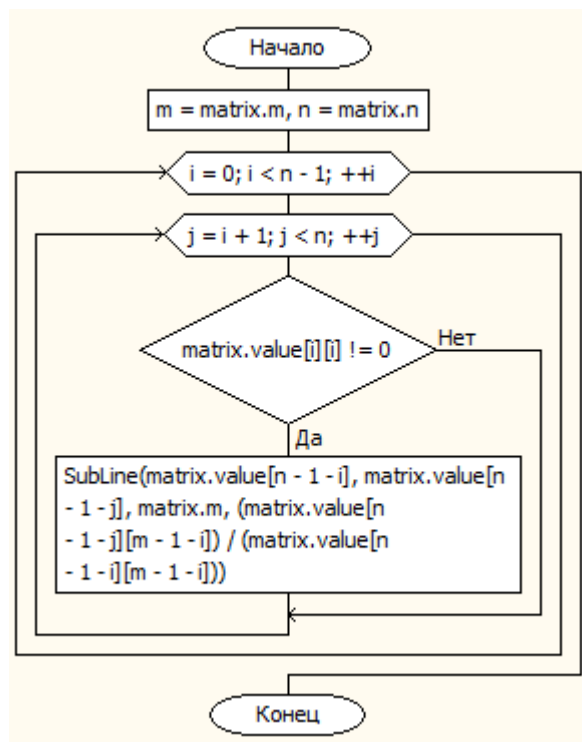 Начало
m = matrix.m, n = matrix.n
i = 0; i < n - 1; ++i
j = i + 1; j < n; ++j
matrix.value[i][i] != 0
Нет
Да
SubLine(matrix.value[n - 1 - i], matrix.value[n
- 1 - j], matrix.m, (matrix.value[n
- 1 - j][m - 1 - i]) / (matrix.value[n
- 1 - i][m - 1 - i]))
Конец